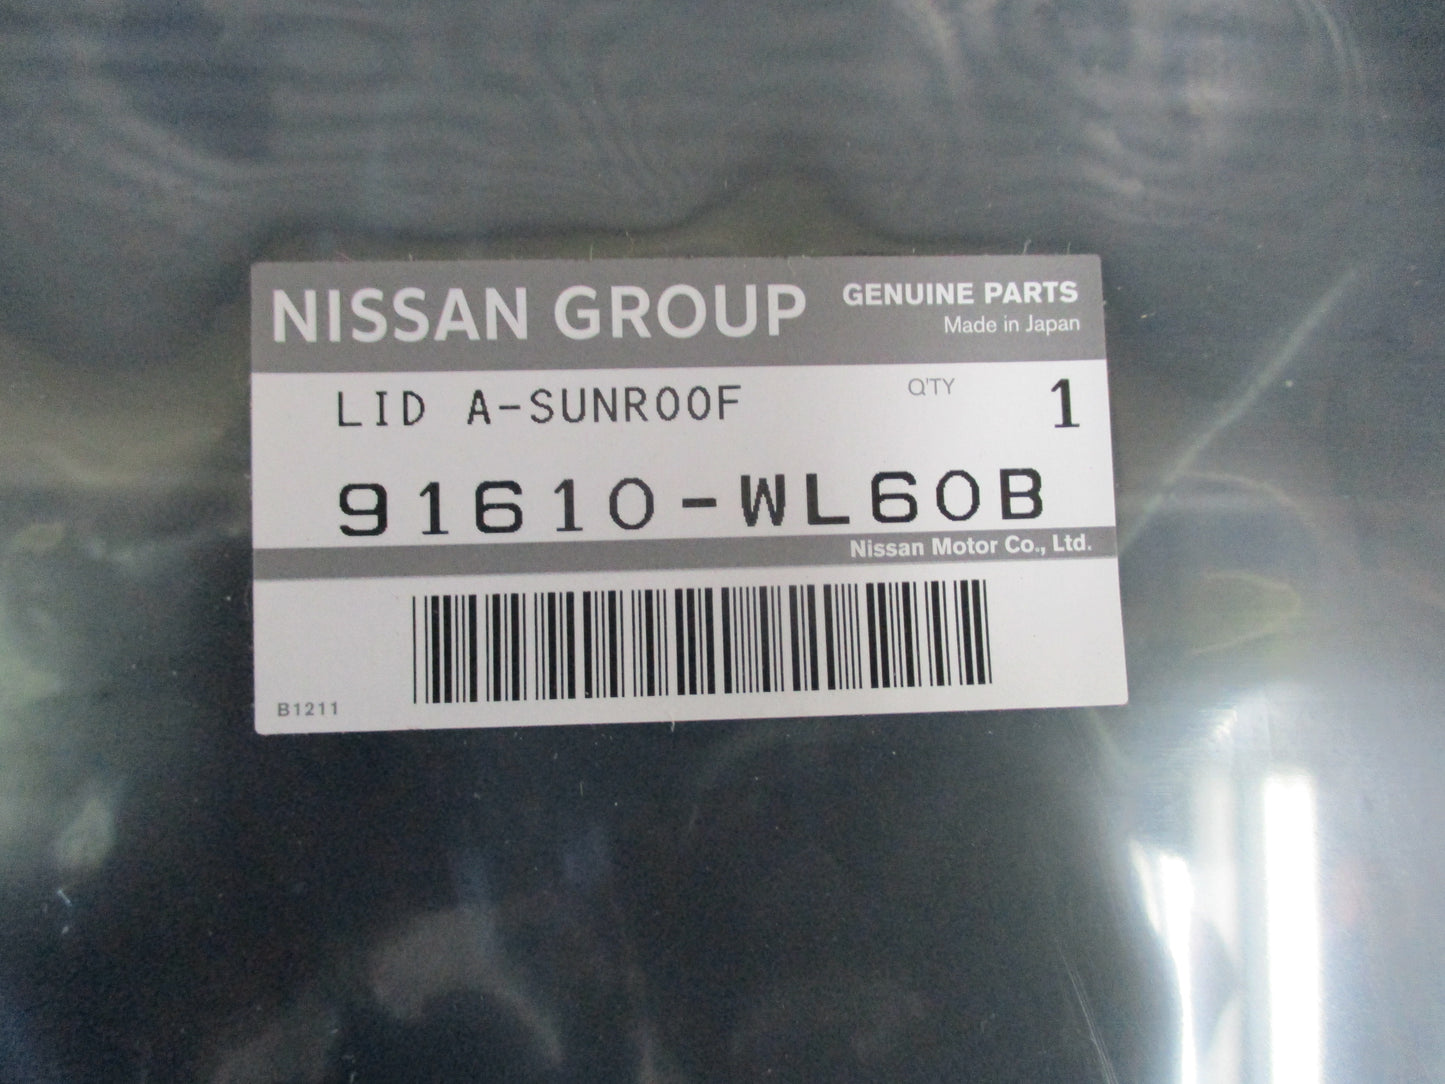 NISSAN GROUP GENUINE PARTS
Made in Japan
LID A-SUNROOF Q'TY 1
91610-WL60B
Nissan Motor Co., Ltd.
B1211